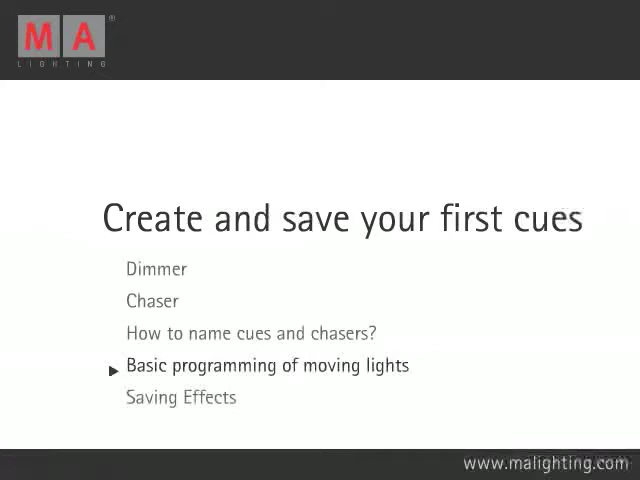 MA®
LIGHTING
Create and save your first cues
Dimmer
Chaser
How to name cues and chasers?
Basic programming of moving lights
Saving Effects
www.malighting.com